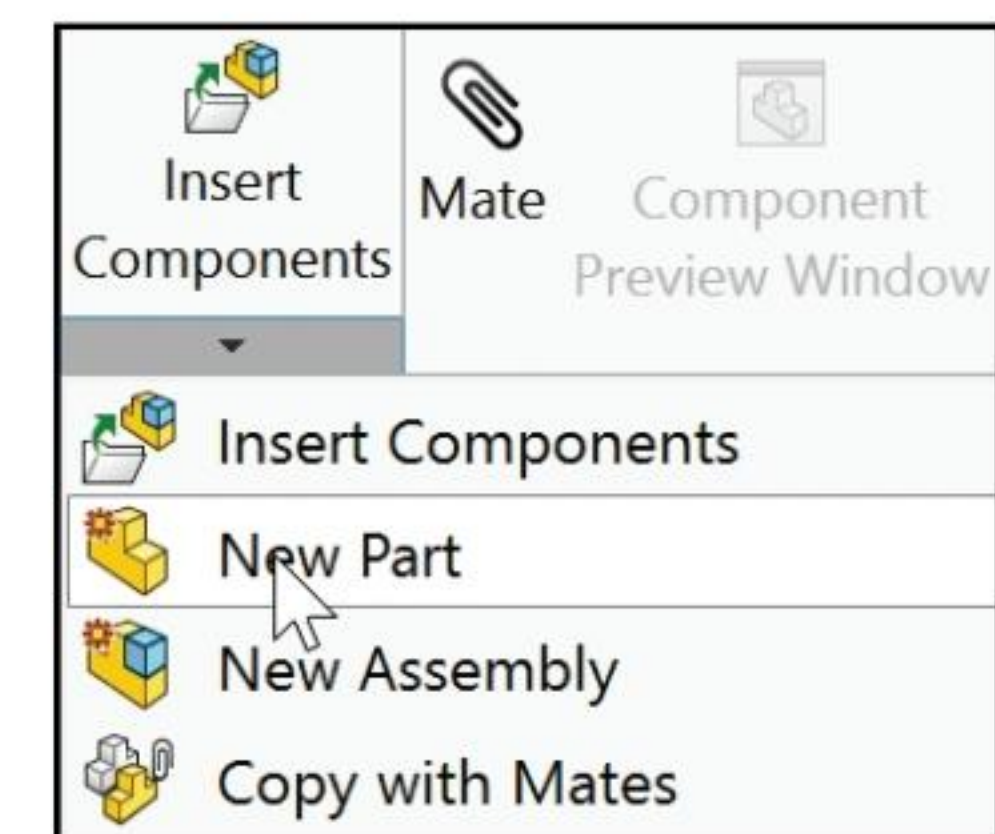 Insert
Components
Mate
Component
Preview Window
Insert Components
New Part
New Assembly
Copy with Mates